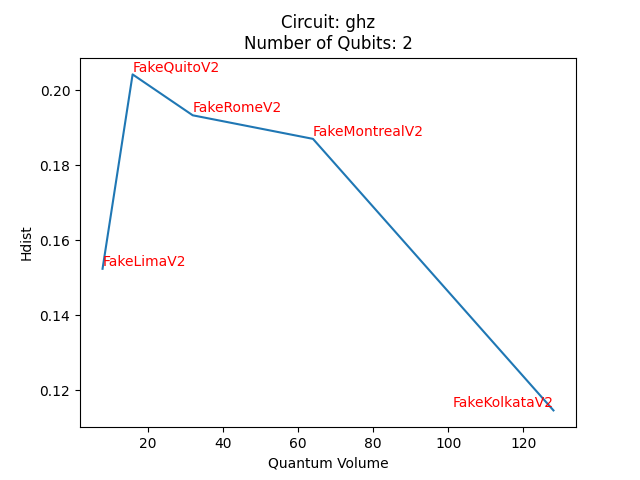 Circuit: ghz
Number of Qubits: 2
FakeQuitoV2
FakeRomeV2
FakeMontrealV2
FakeLimaV2
FakeKolkataV2
Hdist
0.20
0.18
0.16
0.14
0.12
20 40 60 80 100 120
Quantum Volume